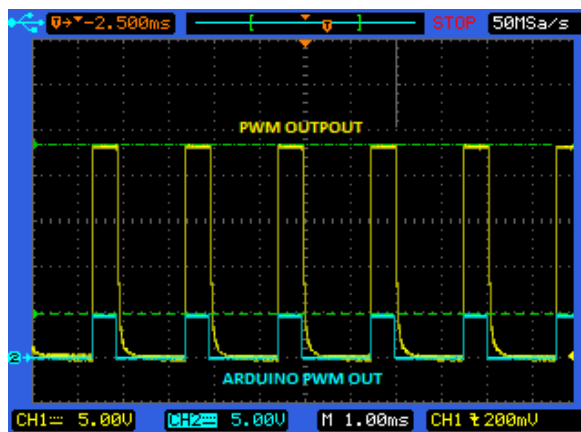 -2.500ms STOP 50MSa/s
PWM OUTPOUT
ARDUINO PWM OUT
CH1 5.00V CH2 5.00V M 1.00ms CH1 200mV